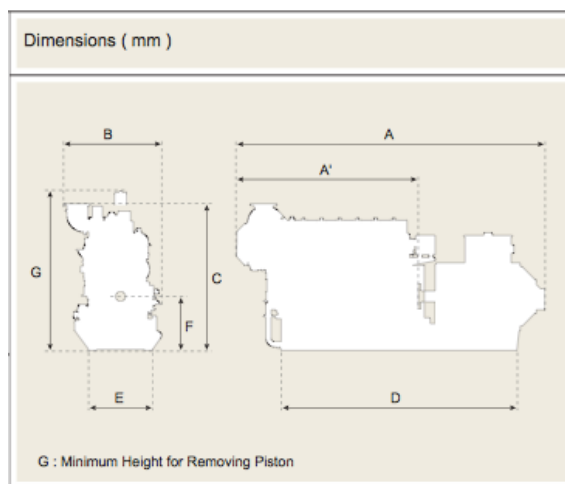 Dimensions ( mm )
B
A
A'
G
C
F
E
D
G : Minimum Height for Removing Piston